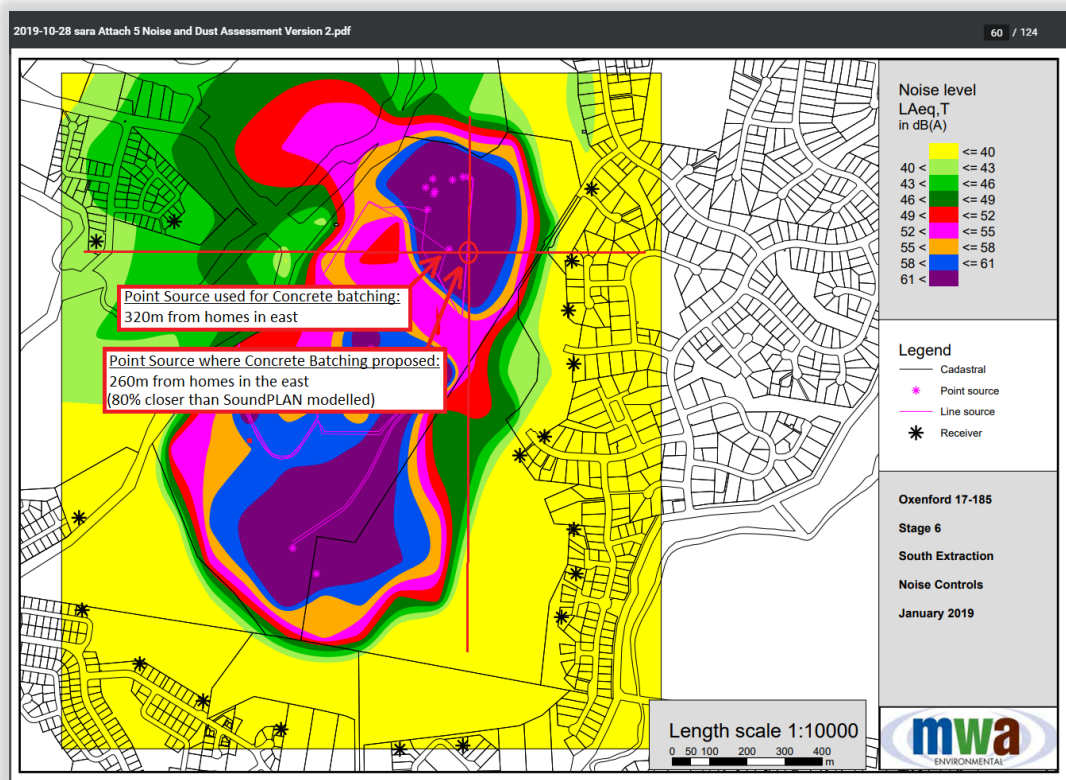 2019-10-28 sara Attach 5 Noise and Dust Assessment Version 2.pdf
60 / 124
Noise level
LAeq,T
in dB(A)
<= 40
40 < <= 43
43 < <= 46
46 < <= 49
49 < <= 52
52 < <= 55
55 < <= 58
58 < <= 61
61 <
Point Source used for Concrete batching:
320m from homes in east
Point Source where Concrete Batching proposed:
260m from homes in the east
(80% closer than SoundPLAN modelled)
Legend
Cadastral
Point source
Line source
Receiver
Oxenford 17-185
Stage 6
South Extraction
Noise Controls
January 2019
Length scale 1:10000
0 50 100 200 300 400
m
mwa
ENVIRONMENTAL